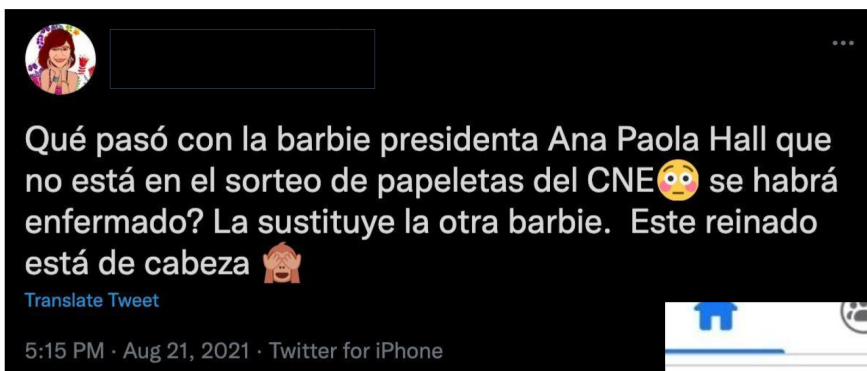 Qué pasó con la barbie presidenta Ana Paola Hall que
no está en el sorteo de papeletas del CNE😳 se habrá
enfermado? La sustituye la otra barbie.  Este reinado
está de cabeza 🙈
Translate Tweet
5:15 PM · Aug 21, 2021 · Twitter for iPhone